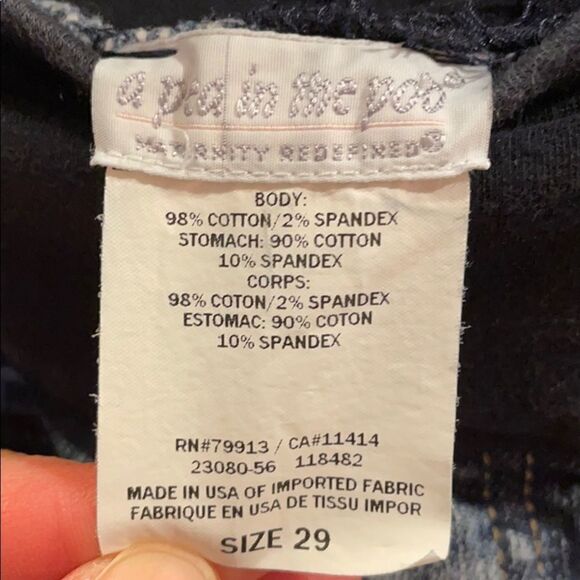 a pea in the pod®
MATERNITY REDEFINED®
BODY:
98% COTTON/2% SPANDEX
STOMACH: 90% COTTON
10% SPANDEX
CORPS:
98% COTON/2% SPANDEX
ESTOMAC: 90% COTON
10% SPANDEX
RN#79913 / CA#11414
23080-56 118482
MADE IN USA OF IMPORTED FABRIC
FABRIQUE EN USA DE TISSU IMPOR
SIZE 29